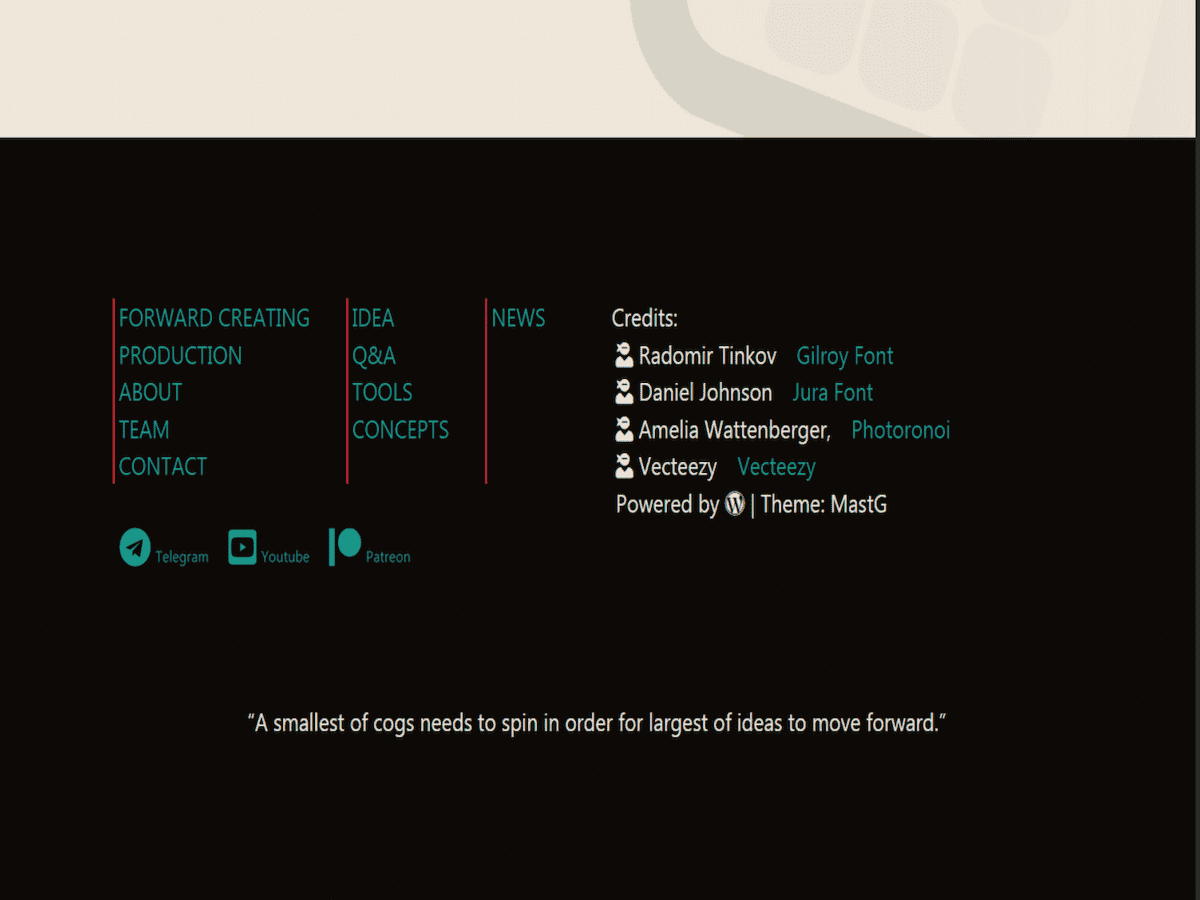 FORWARD CREATING
PRODUCTION
ABOUT
TEAM
CONTACT
IDEA
Q&A
TOOLS
CONCEPTS
NEWS
Telegram Youtube Patreon
Credits:
Radomir Tinkov Gilroy Font
Daniel Johnson Jura Font
Amelia Wattenberger, Photoronoi
Vecteezy Vecteezy
Powered by | Theme: MastG
“A smallest of cogs needs to spin in order for largest of ideas to move forward.”